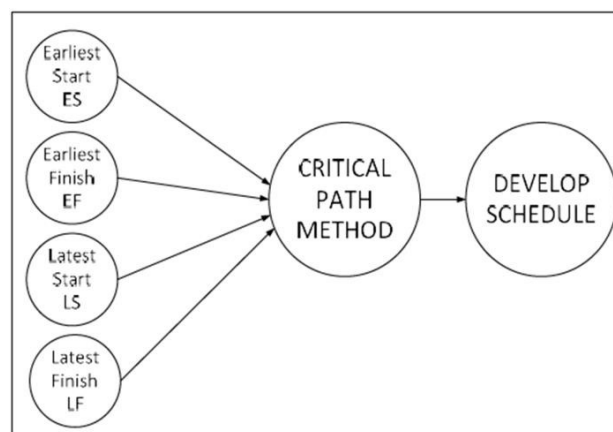 Earliest
Start
ES
Earliest
Finish
EF
Latest
Start
LS
Latest
Finish
LF
CRITICAL
PATH
METHOD
DEVELOP
SCHEDULE